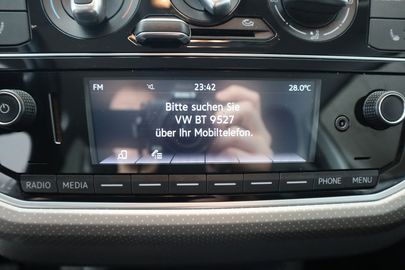 FM 23:42 28.0°C
Bitte suchen Sie
VW BT 9527
über Ihr Mobiltelefon.
RADIO MEDIA PHONE MENU